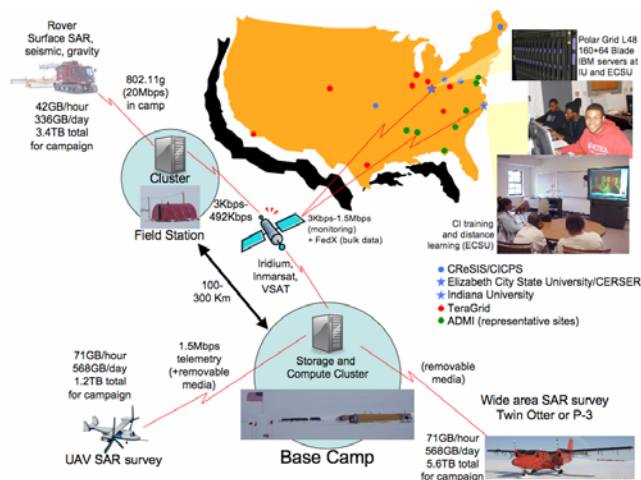 Rover
Surface SAR,
seismic, gravity
802.11g
(20Mbps)
in camp
42GB/hour
336GB/day
3.4TB total
for campaign
Cluster
Field Station
3Kbps-
492Kbps
3Kbps-1.5Mbps
(monitoring)
+ FedX (bulk data)
Iridium,
Inmarsat,
VSAT
100-
300 Km
Polar Grid L48
160+64 Blade
IBM servers at
IU and ECSU
CI training
and distance
learning (ECSU)
CReSIS/CICPS
Elizabeth City State University/CERSER
Indiana University
TeraGrid
ADMI (representative sites)
71GB/hour
568GB/day
1.2TB total
for campaign
1.5Mbps
telemetry
(+removable
media)
UAV SAR survey
Storage and
Compute Cluster
Base Camp
(removable
media)
Wide area SAR survey
Twin Otter or P-3
71GB/hour
568GB/day
5.6TB total
for campaign